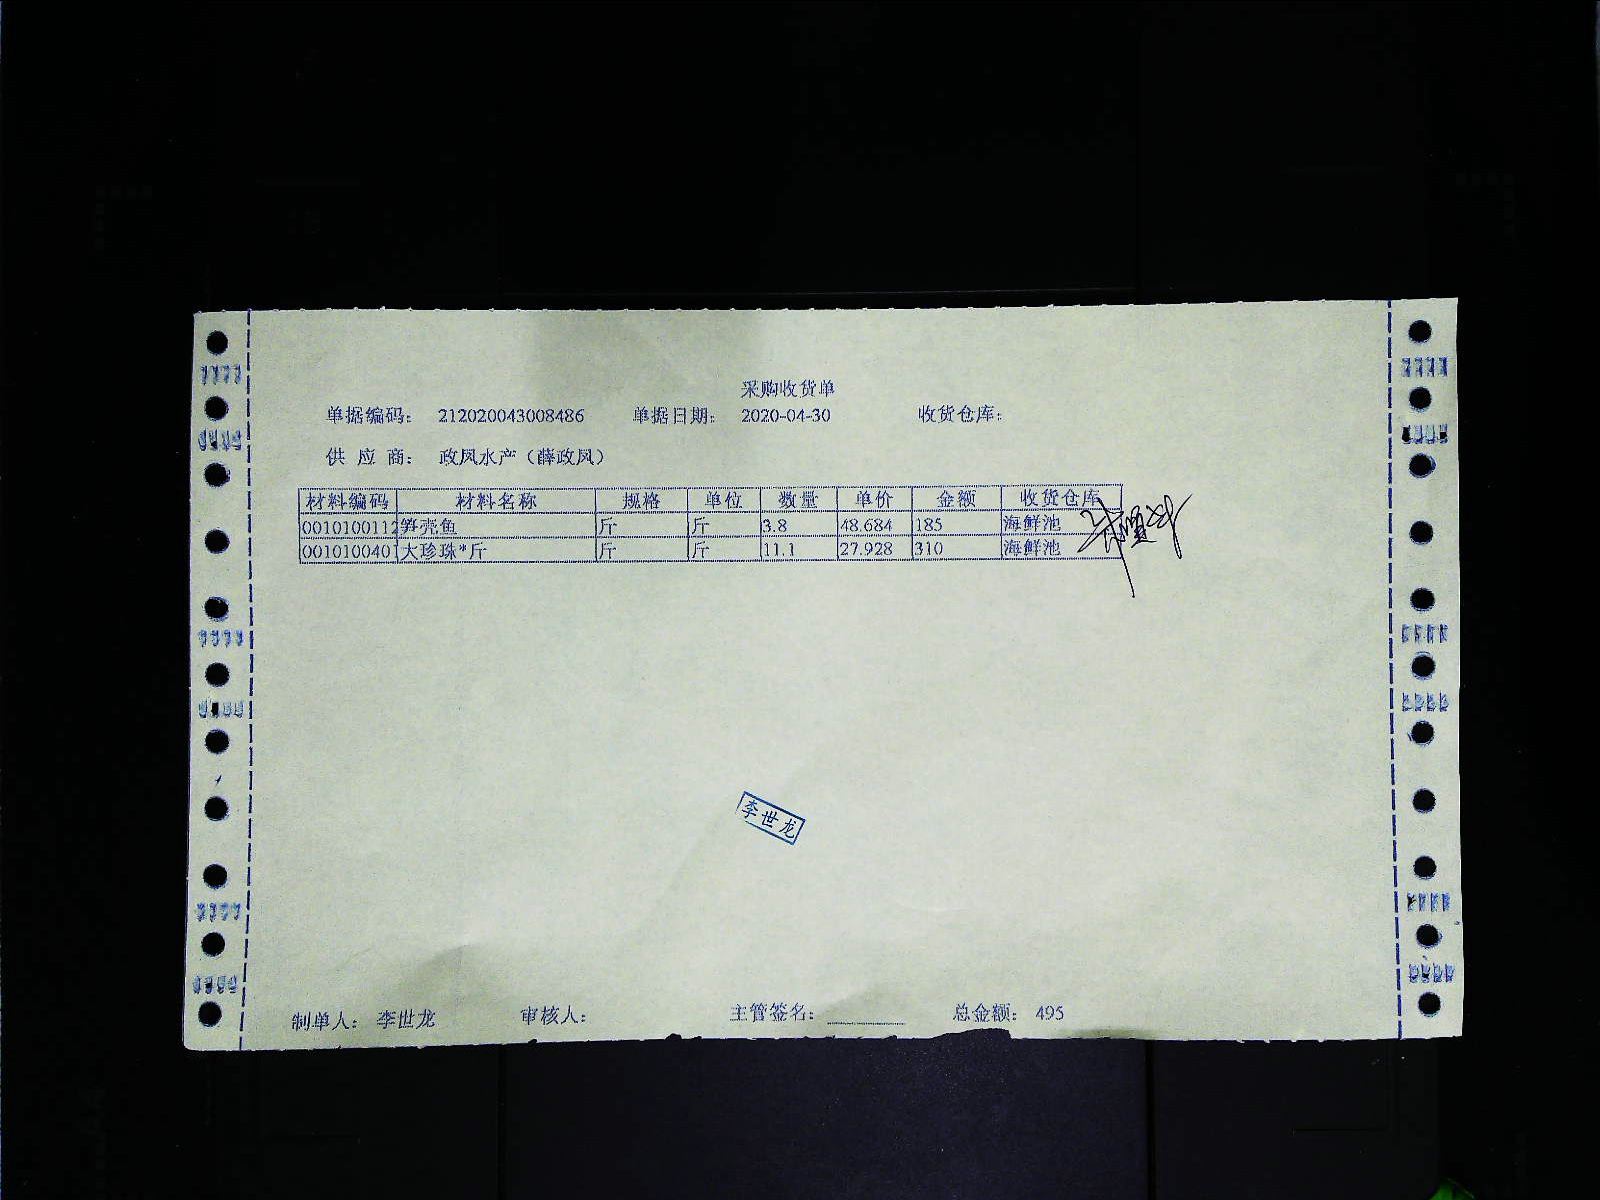 采购收货单
单据编码： 212020043008486 单据日期： 2020-04-30 收货仓库：
供 应 商： 政风水产（薛政风）
材料编码 材料名称 规格 单位 数量 单价 金额 收货仓库
0010100112 笋壳鱼 斤 斤 3.8 48.684 185 海鲜池
001010040 大珍珠*斤 斤 斤 11.1 27.928 310 海鲜池
李世龙
制单人： 李世龙 审核人： 主管签名： 总金额： 495